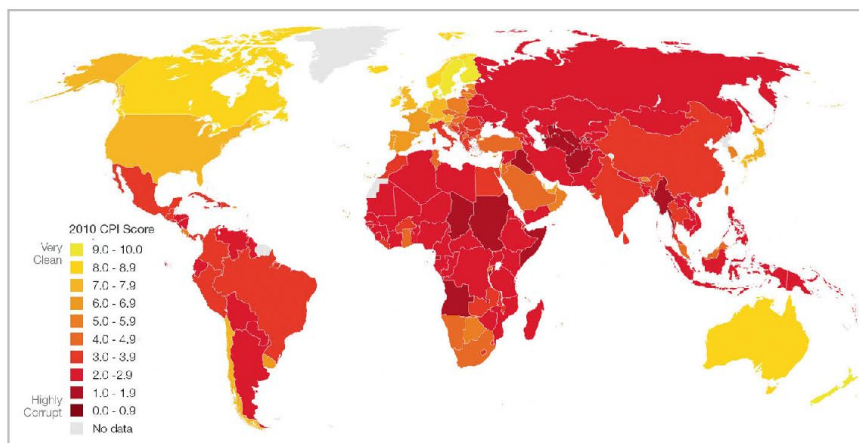 2010 CPI Score
Very
Clean
9.0 - 10.0
8.0 - 8.9
7.0 - 7.9
6.0 - 6.9
5.0 - 5.9
4.0 - 4.9
3.0 - 3.9
2.0 -2.9
1.0 - 1.9
0.0 - 0.9
Highly
Corrupt
No data